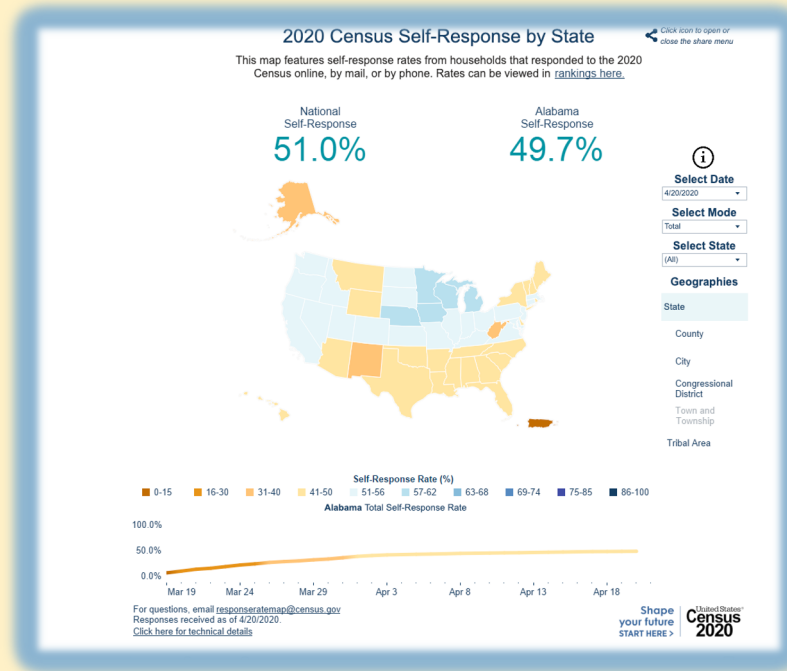 2020 Census Self-Response by State
Click icon to open or
close the share menu
This map features self-response rates from households that responded to the 2020
Census online, by mail, or by phone. Rates can be viewed in rankings here.
National
Self-Response
51.0%
Alabama
Self-Response
49.7%
i
Select Date
4/20/2020
Select Mode
Total
Select State
(All)
Geographies
State
County
City
Congressional
District
Town and
Township
Tribal Area
Self-Response Rate (%)
0-15 16-30 31-40 41-50 51-56 57-62 63-68 69-74 75-85 86-100
Alabama Total Self-Response Rate
100.0%
50.0%
0.0%
Mar 19 Mar 24 Mar 29 Apr 3 Apr 8 Apr 13 Apr 18
For questions, email responseratemap@census.gov
Responses received as of 4/20/2020.
Click here for technical details
Shape
your future
START HERE >
United States®
Census
2020